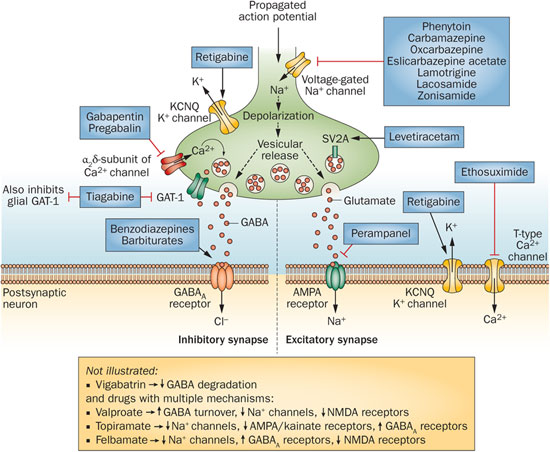 Propagated
action potential
Phenytoin
Carbamazepine
Oxcarbazepine
Eslicarbazepine acetate
Lamotrigine
Lacosamide
Zonisamide
Retigabine
K⁺
Na⁺
Voltage-gated
Na⁺ channel
KCNQ
K⁺ channel
Depolarization
Gabapentin
Pregabalin
Ca²⁺
SV2A
Levetiracetam
Vesicular
release
α₂δ-subunit of
Ca²⁺ channel
Ethosuximide
Also inhibits
glial GAT-1
Tiagabine
GAT-1
Glutamate
Retigabine
GABA
K⁺
T-type
Ca²⁺
channel
Benzodiazepines
Barbiturates
Perampanel
Postsynaptic
neuron
GABA_A
receptor
AMPA
receptor
KCNQ
K⁺ channel
Cl⁻
Na⁺
Ca²⁺
Inhibitory synapse
Excitatory synapse
Not illustrated:
▪ Vigabatrin → ↓ GABA degradation
and drugs with multiple mechanisms:
▪ Valproate → ↑ GABA turnover, ↓ Na⁺ channels, ↓ NMDA receptors
▪ Topiramate → ↓ Na⁺ channels, ↓ AMPA/kainate receptors, ↑ GABA_A receptors
▪ Felbamate → ↓ Na⁺ channels, ↑ GABA_A receptors, ↓ NMDA receptors